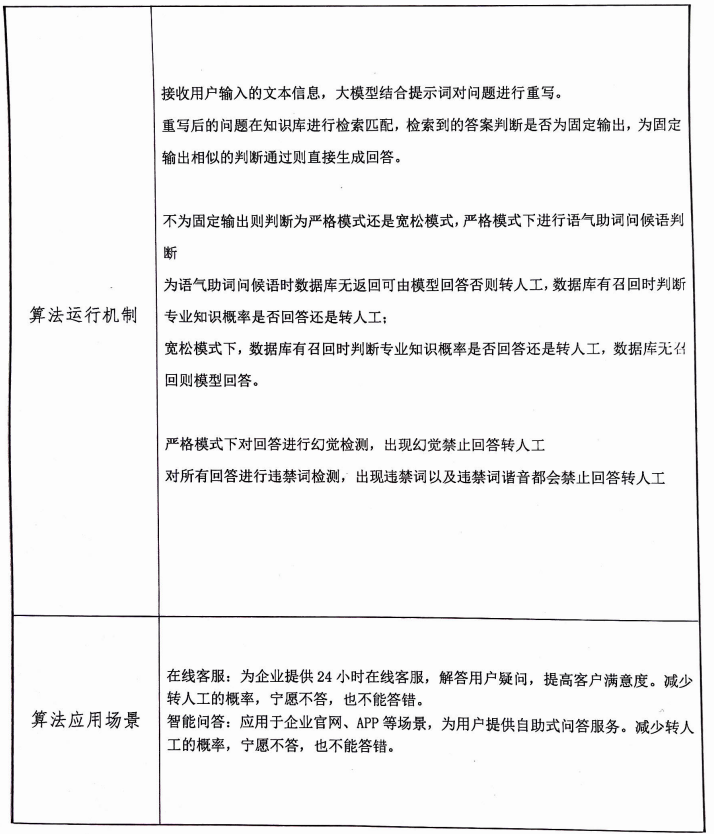 接收用户输入的文本信息，大模型结合提示词对问题进行重写。
重写后的问题在知识库进行检索匹配，检索到的答案判断是否为固定输出，为固定
输出相似的判断通过则直接生成回答。
不为固定输出则判断为严格模式还是宽松模式，严格模式下进行语气助词问候语判
断
算法运行机制
为语气助词问候语时数据库无返回可由模型回答否则转人工，数据库有召回时判断
专业知识概率是否回答还是转人工；
宽松模式下，数据库有召回时判断专业知识概率是否回答还是转人工，数据库无召
回则模型回答。
严格模式下对回答进行幻觉检测，出现幻觉禁止回答转人工
对所有回答进行违禁词检测，出现违禁词以及违禁词谐音都会禁止回答转人工
算法应用场景
在线客服：为企业提供 24 小时在线客服，解答用户疑问，提高客户满意度。减少
转人工的概率，宁愿不答，也不能答错。
智能问答：应用于企业官网、APP 等场景，为用户提供自助式问答服务。减少转人
工的概率，宁愿不答，也不能答错。